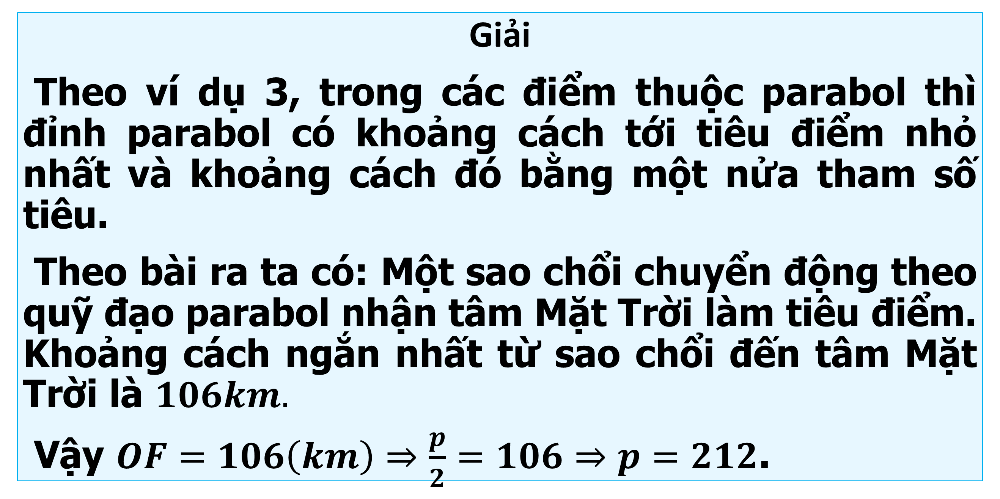 Giải
Theo ví dụ 3, trong các điểm thuộc parabol thì
đỉnh parabol có khoảng cách tới tiêu điểm nhỏ
nhất và khoảng cách đó bằng một nửa tham số
tiêu.
Theo bài ra ta có: Một sao chổi chuyển động theo
quỹ đạo parabol nhận tâm Mặt Trời làm tiêu điểm.
Khoảng cách ngắn nhất từ sao chổi đến tâm Mặt
Trời là 106km.
Vậy OF = 106(km) ⇒ p/2 = 106 ⇒ p = 212.